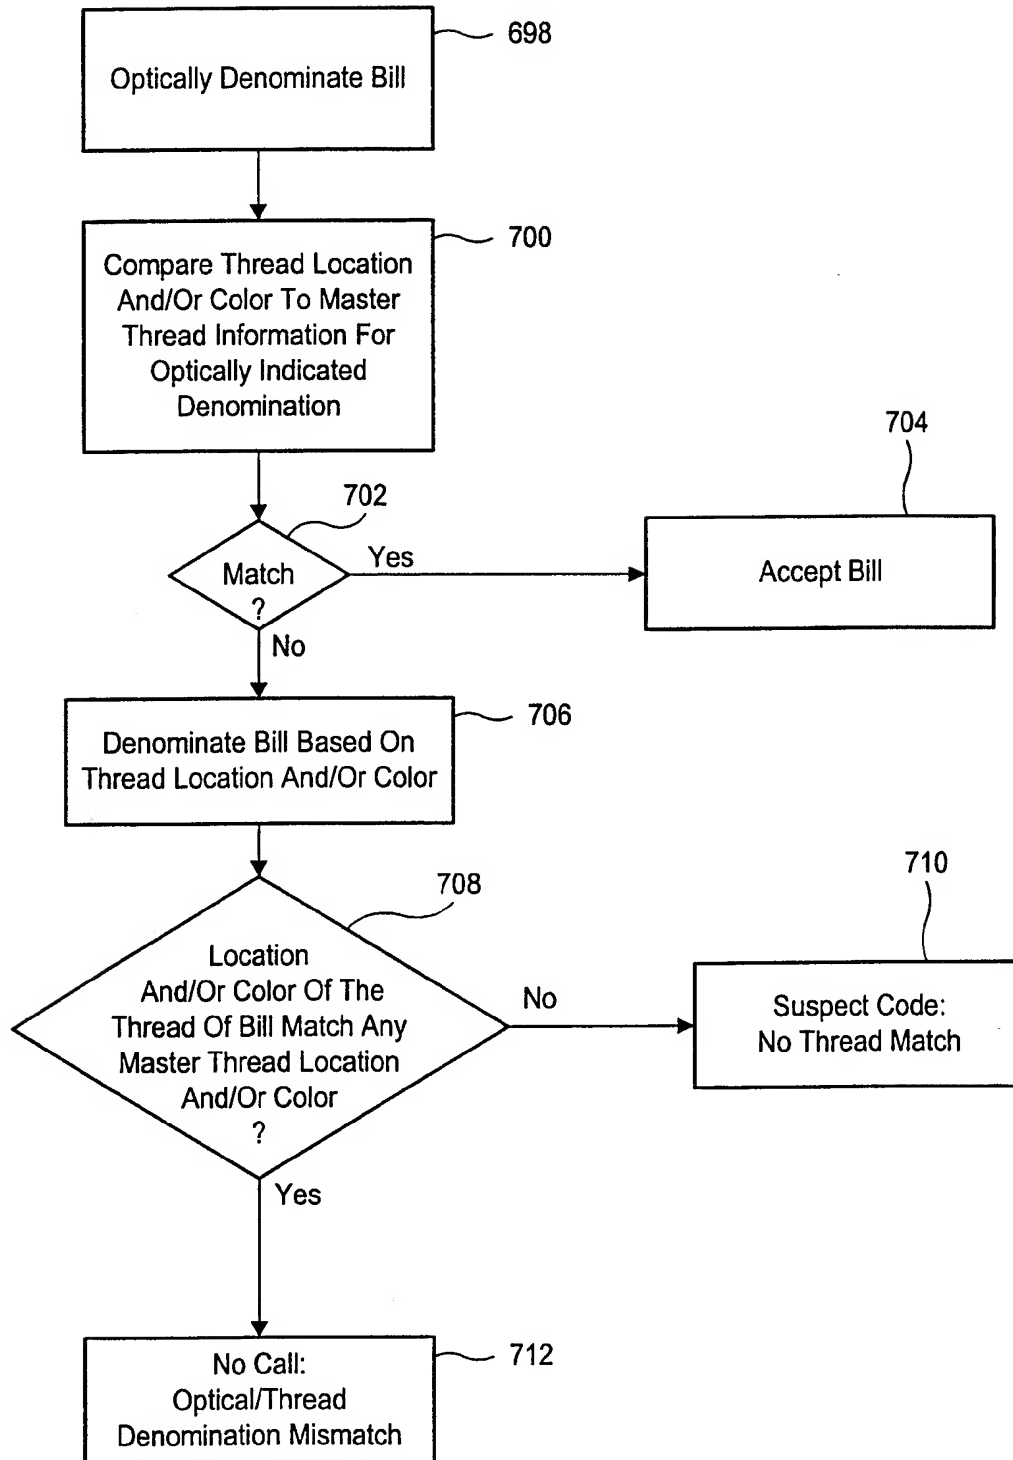 698
Optically Denominate Bill
700
Compare Thread Location
And/Or Color To Master
Thread Information For
Optically Indicated
Denomination
704
702
Match
?
Yes
Accept Bill
No
706
Denominate Bill Based On
Thread Location And/Or Color
708
710
Location
And/Or Color Of The
Thread Of Bill Match Any
Master Thread Location
And/Or Color
?
No
Suspect Code:
No Thread Match
Yes
712
No Call:
Optical/Thread
Denomination Mismatch